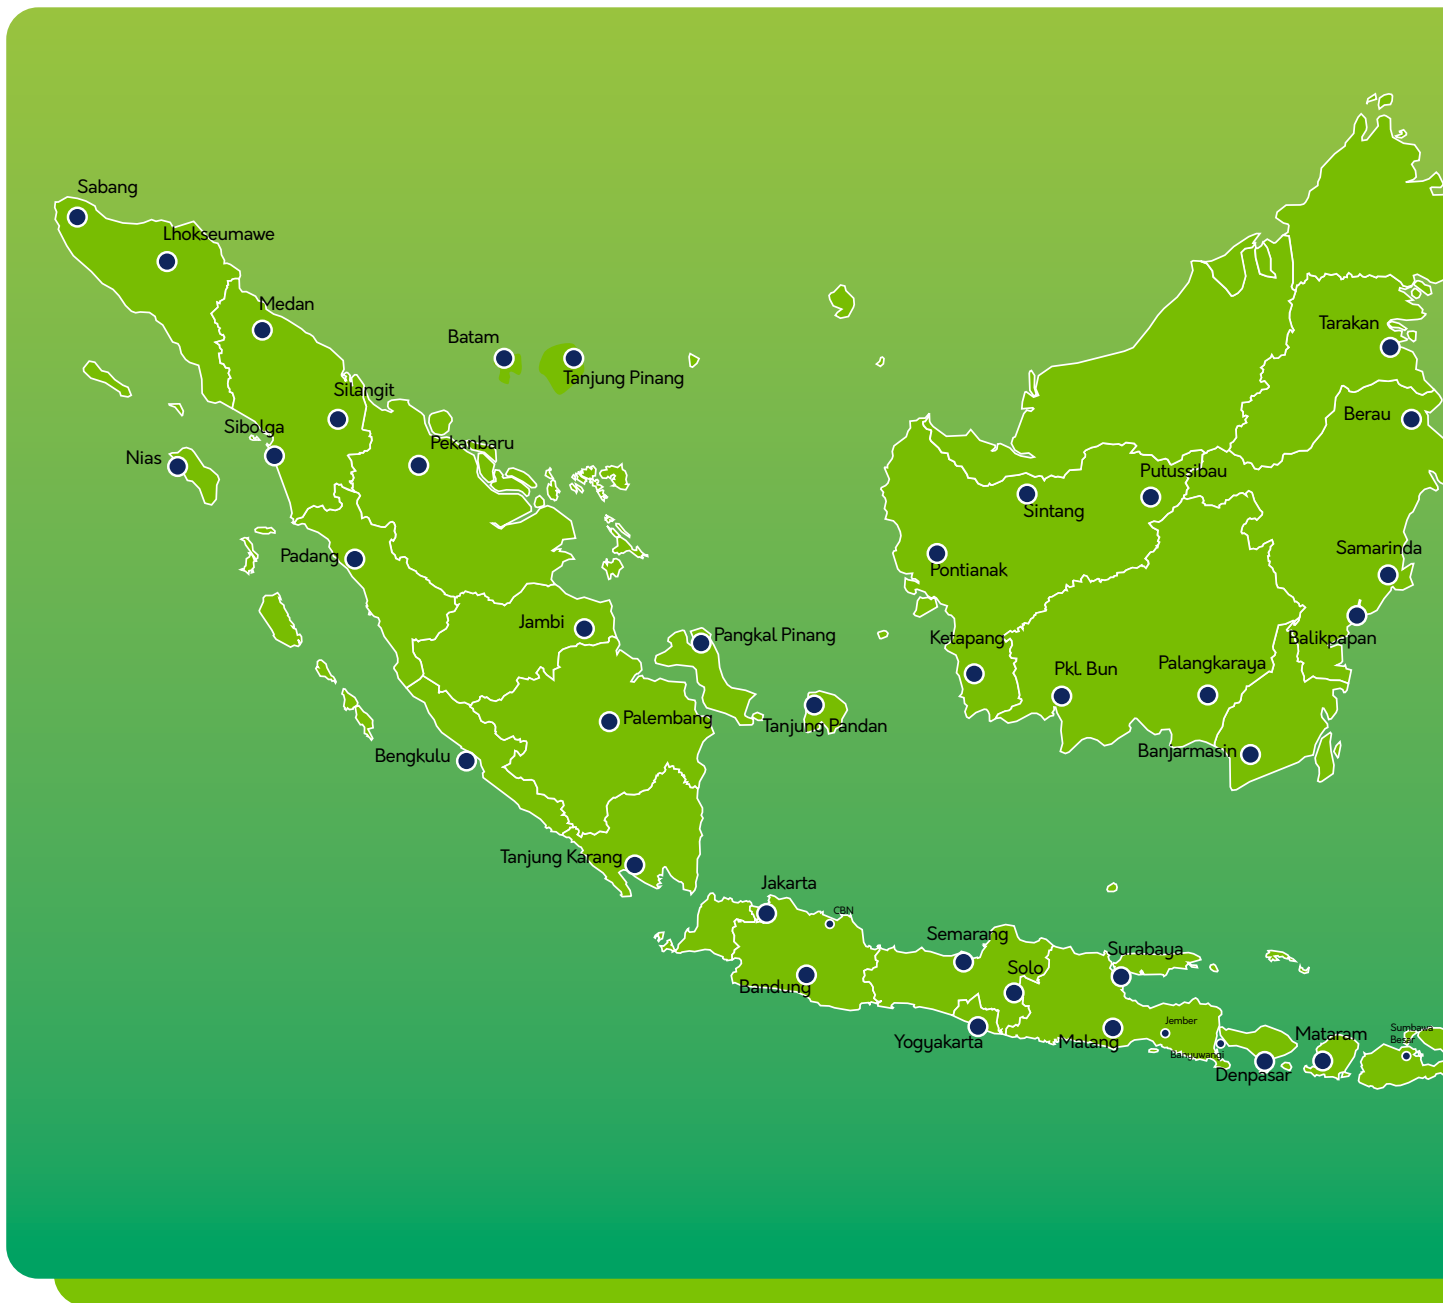 Sabang
Lhokseumawe
Medan
Batam
Tanjung Pinang
Tarakan
Silangit
Sibolga
Berau
Nias
Pekanbaru
Putussibau
Sintang
Padang
Samarinda
Pontianak
Jambi
Pangkal Pinang
Ketapang
Balikpapan
Pkl. Bun
Palangkaraya
Palembang
Tanjung Pandan
Bengkulu
Banjarmasin
Tanjung Karang
Jakarta
CBN
Semarang
Surabaya
Solo
Bandung
Jember
Yogyakarta
Malang
Mataram
Sumbawa
Besar
Banyuwangi
Denpasar